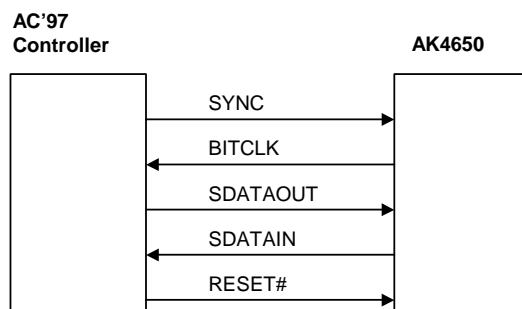 AC'97
Controller
AK4650
SYNC
BITCLK
SDATAOUT
SDATAIN
RESET#